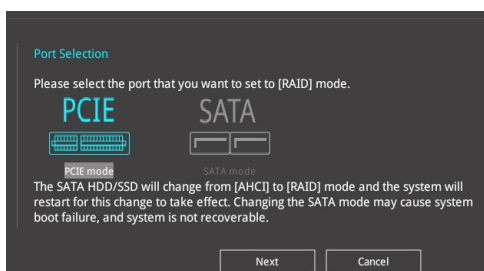 Port Selection
Please select the port that you want to set to [RAID] mode.
PCIE SATA
PCIE mode SATA mode
The SATA HDD/SSD will change from [AHCI] to [RAID] mode and the system will
restart for this change to take effect. Changing the SATA mode may cause system
boot failure, and system is not recoverable.
Next Cancel